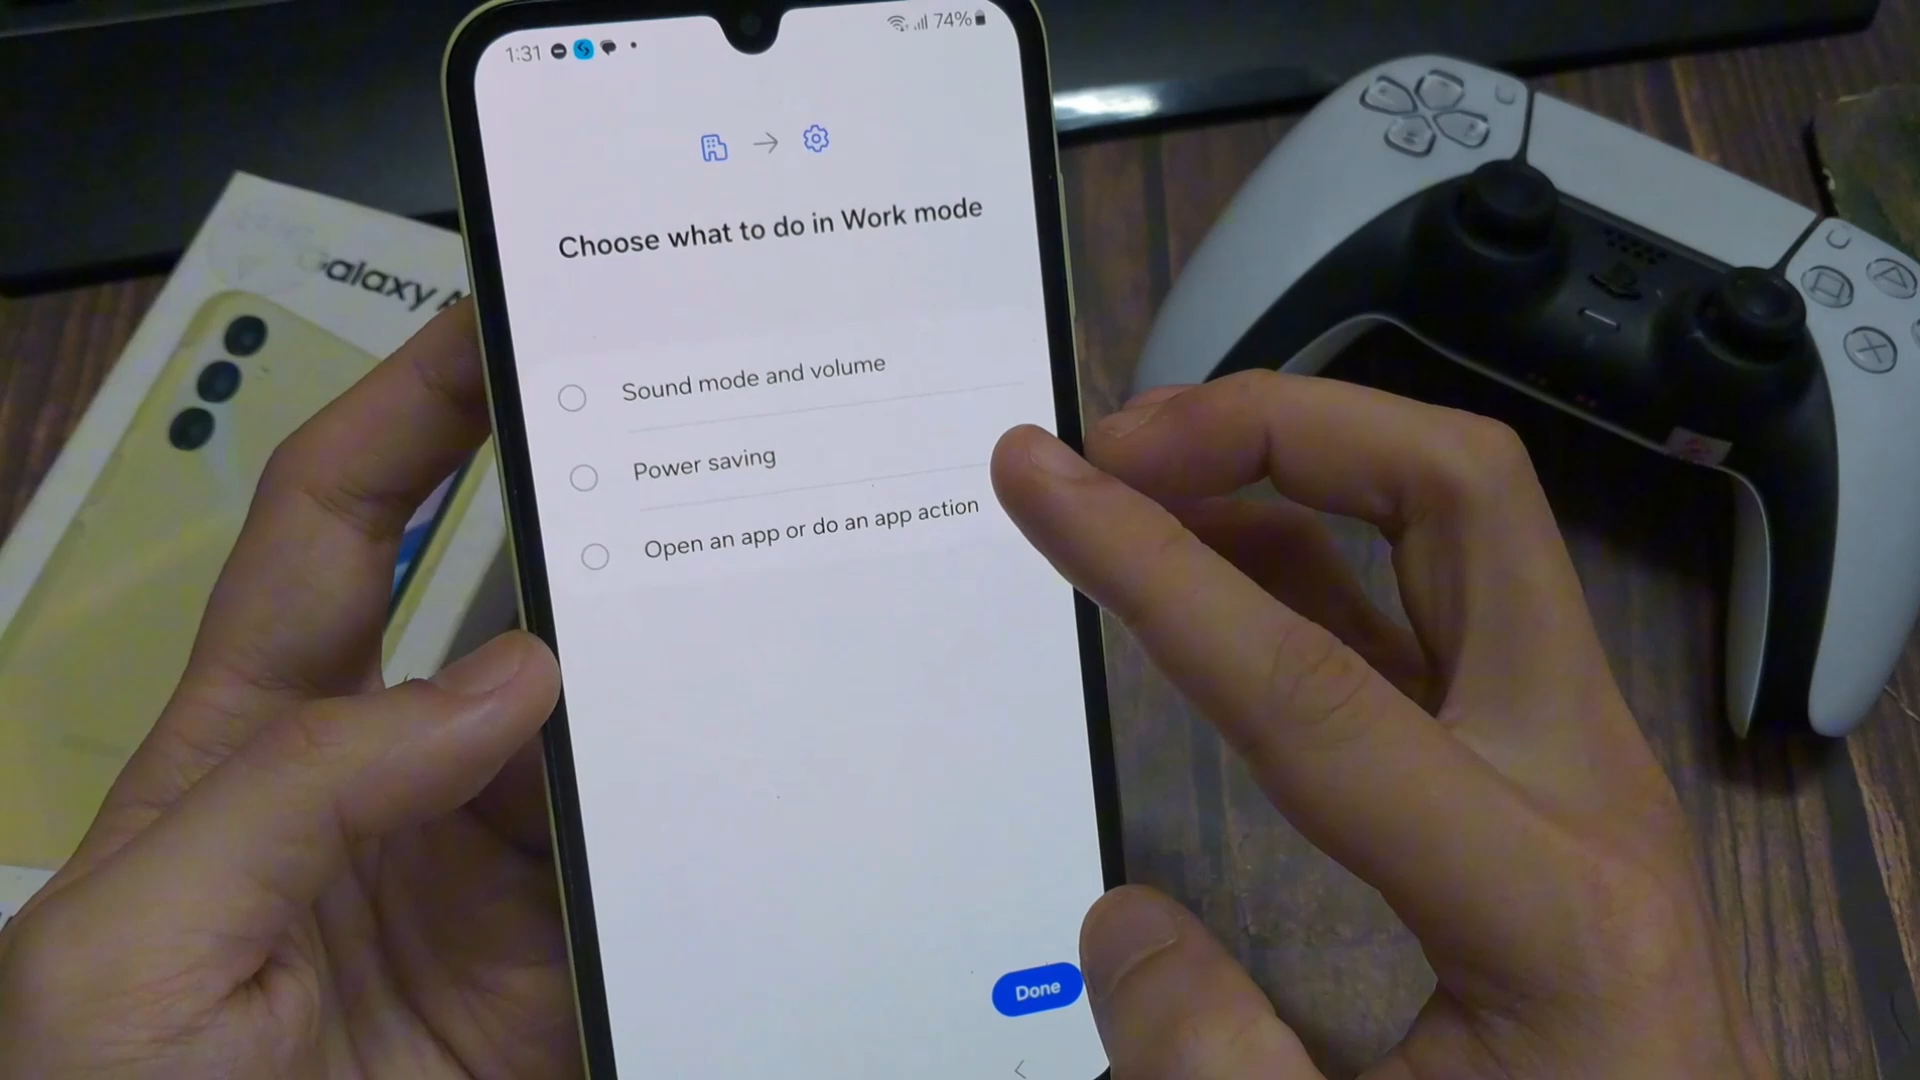 1:31
74%
Choose what to do in Work mode
Sound mode and volume
Power saving
Open an app or do an app action
Done
Galaxy A